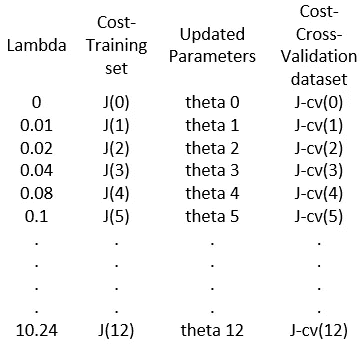 Lambda Cost-Training set Updated Parameters Cost-Cross-Validation dataset
0 J(0) theta 0 J-cv(0)
0.01 J(1) theta 1 J-cv(1)
0.02 J(2) theta 2 J-cv(2)
0.04 J(3) theta 3 J-cv(3)
0.08 J(4) theta 4 J-cv(4)
0.1 J(5) theta 5 J-cv(5)
. . . .
. . . .
. . . .
. . . .
10.24 J(12) theta 12 J-cv(12)